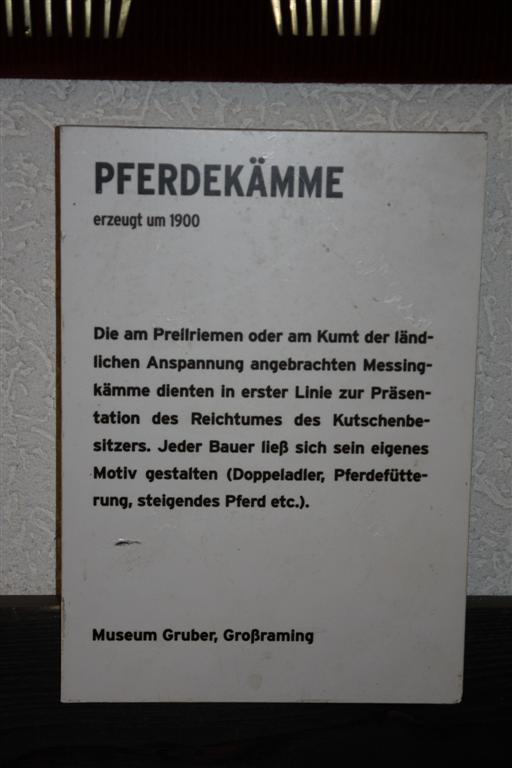 PFERDEKÄMME
erzeugt um 1900
Die am Prellriemen oder am Kumt der länd-
lichen Anspannung angebrachten Messing-
kämme dienten in erster Linie zur Präsen-
tation des Reichtumes des Kutschenbe-
sitzers. Jeder Bauer ließ sich sein eigenes
Motiv gestalten (Doppeladler, Pferdefütte-
rung, steigendes Pferd etc.).
Museum Gruber, Großraming